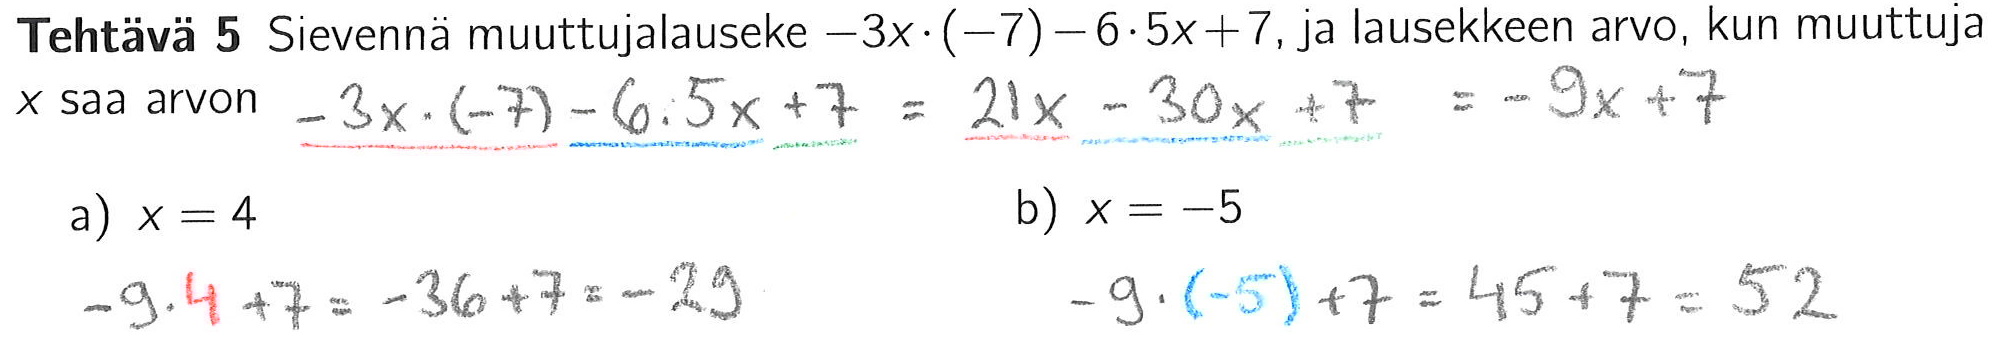 Tehtävä 5 Sievennä muuttujalauseke −3x · (−7) − 6 · 5x + 7, ja lausekkeen arvo, kun muuttuja
x saa arvon −3x · (−7) − 6 · 5x + 7 = 21x − 30x + 7 = −9x + 7
a) x = 4
b) x = −5
−9 · 4 + 7 = −36 + 7 = −29
−9 · (−5) + 7 = 45 + 7 = 52